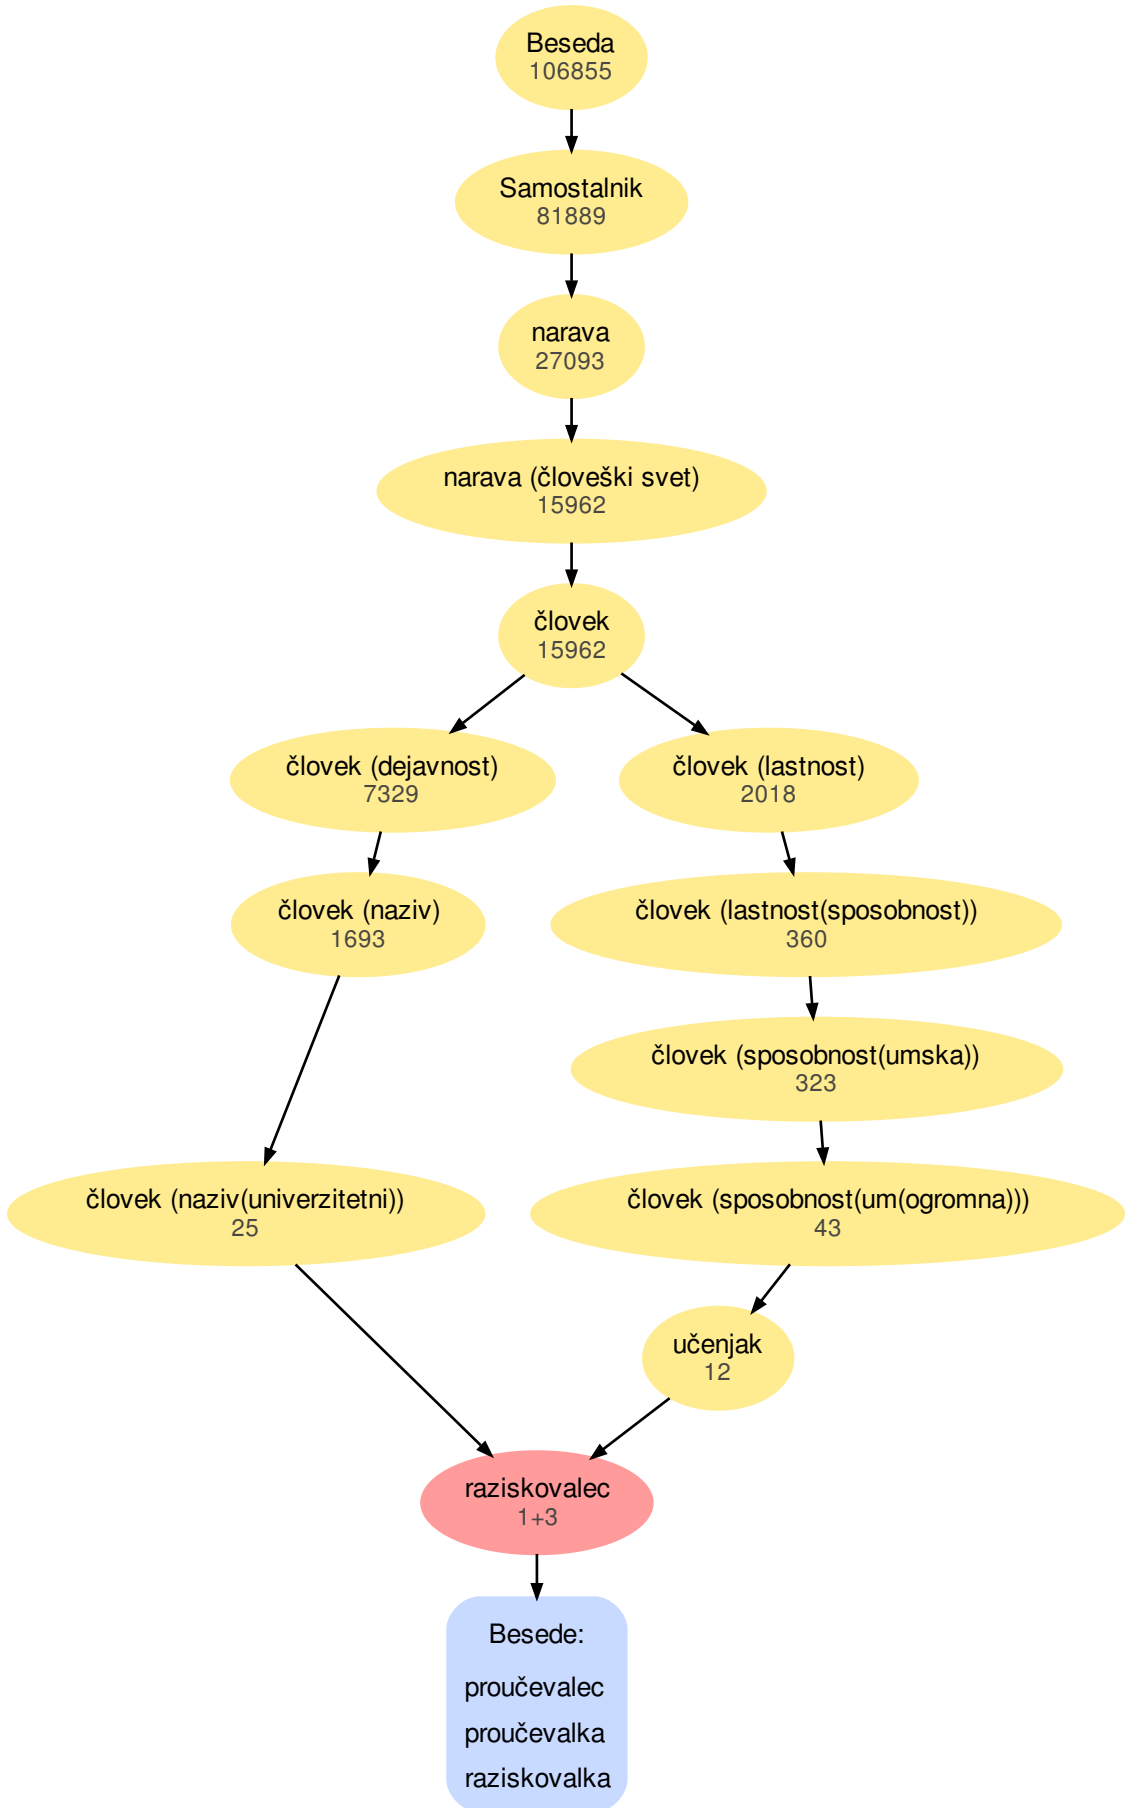 Beseda
106855
Samostalnik
81889
narava
27093
narava (človeški svet)
15962
človek
15962
človek (dejavnost)
7329
človek (lastnost)
2018
človek (naziv)
1693
človek (lastnost(sposobnost))
360
človek (sposobnost(umska))
323
človek (naziv(univerzitetni))
25
človek (sposobnost(um(ogromna)))
43
učenjak
12
raziskovalec
1+3
Besede:
proučevalec
proučevalka
raziskovalka